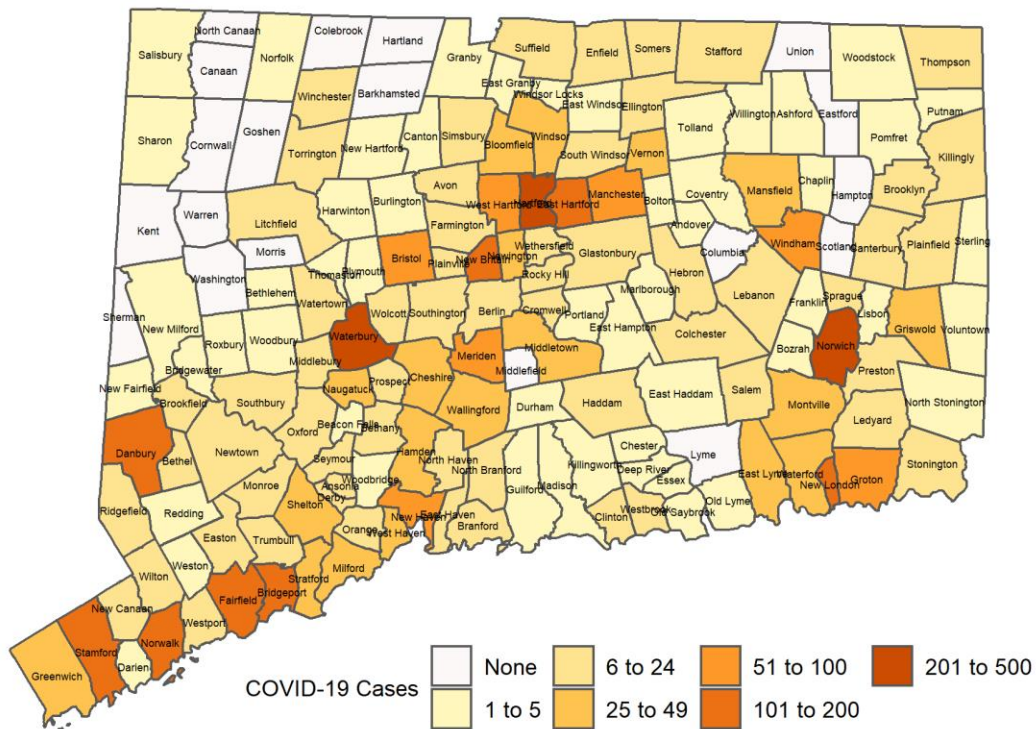 North Canaan
Colebrook
Hartland
Suffield
Enfield
Somers
Stafford
Union
Woodstock
Thompson
Salisbury
Canaan
Norfolk
Granby
East Granby
Windsor Locks
Winchester
Barkhamsted
East Windsor
Ellington
Willington
Ashford
Eastford
Putnam
Sharon
Cornwall
Goshen
Torrington
New Hartford
Canton
Simsbury
Bloomfield
Windsor
South Windsor
Vernon
Tolland
Pomfret
Killingly
Avon
West Hartford
Hartford
East Hartford
Manchester
Bolton
Coventry
Mansfield
Chaplin
Hampton
Brooklyn
Kent
Warren
Litchfield
Harwinton
Burlington
Farmington
Andover
Columbia
Windham
Scotland
Canterbury
Plainfield
Sterling
Morris
Bristol
Plainville
New Britain
Newington
Wethersfield
Rocky Hill
Glastonbury
Hebron
Washington
Bethlehem
Thomaston
Plymouth
Watertown
Wolcott
Southington
Berlin
Cromwell
Portland
Marlborough
East Hampton
Lebanon
Franklin
Sprague
Lisbon
Griswold
Voluntown
Sherman
New Milford
Roxbury
Woodbury
Waterbury
Middlebury
Meriden
Middletown
Middlefield
Colchester
Bozrah
Norwich
Preston
Bridgewater
New Fairfield
Brookfield
Southbury
Naugatuck
Prospect
Cheshire
Wallingford
Durham
Haddam
East Haddam
Salem
Montville
Ledyard
North Stonington
Danbury
Bethel
Newtown
Oxford
Beacon Falls
Bethany
Seymour
Woodbridge
Hamden
North Haven
North Branford
Guilford
Madison
Killingworth
Chester
Deep River
Essex
Lyme
East Lyme
Waterford
New London
Groton
Stonington
Ridgefield
Redding
Monroe
Ansonia
Derby
Shelton
Orange
New Haven
West Haven
East Haven
Branford
Clinton
Westbrook
Old Saybrook
Old Lyme
Easton
Trumbull
Stratford
Milford
Wilton
Weston
Fairfield
Bridgeport
New Canaan
Westport
Norwalk
Greenwich
Stamford
Darien
COVID-19 Cases
None
6 to 24
51 to 100
201 to 500
1 to 5
25 to 49
101 to 200